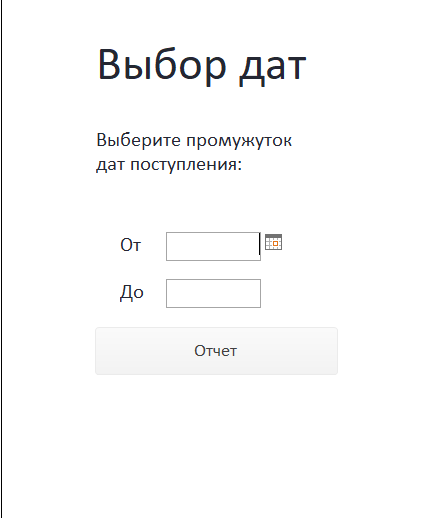 Выбор дат
Выберите промужуток
дат поступления:
От
До
Отчет